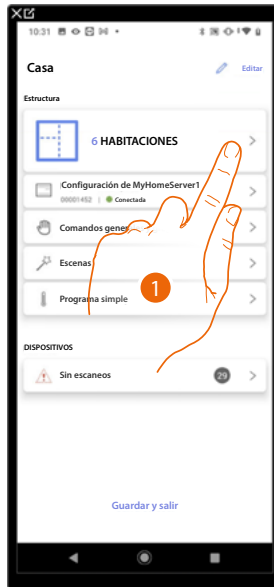 10:31
Casa
Editar
Estructura
6 HABITACIONES
Configuración de MyHomeServer1
00001452 | Conectada
Comandos gener
Escenas
1
Programa simple
DISPOSITIVOS
Sin escaneos
29
Guardar y salir